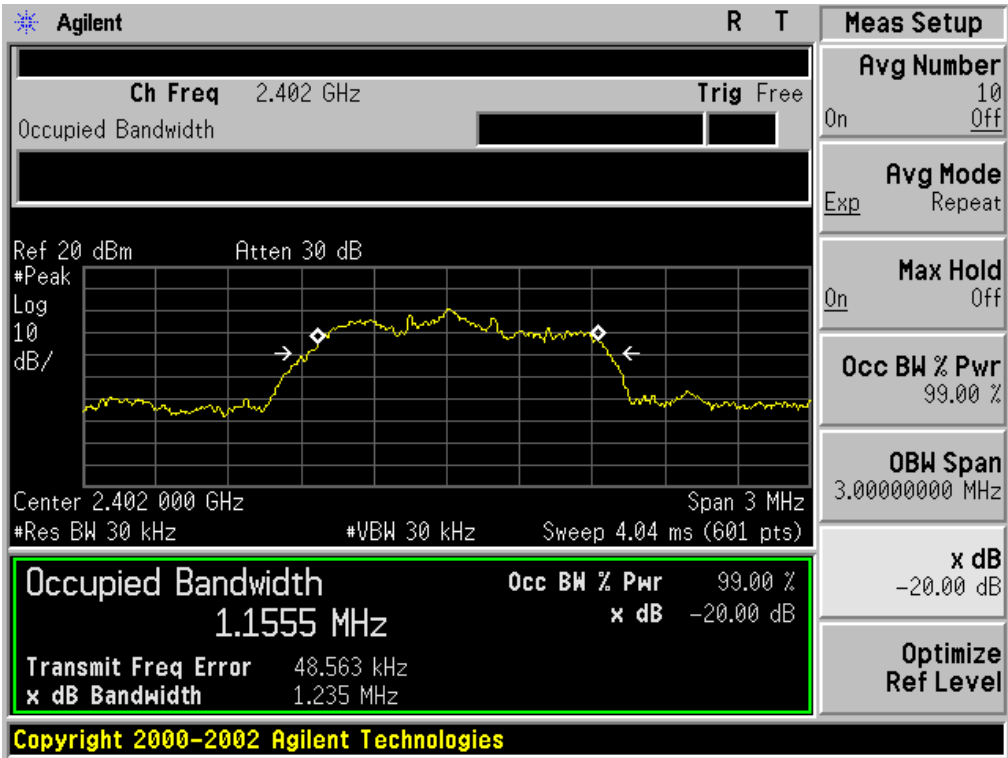 Agilent R T
Ch Freq 2.402 GHz Trig Free
Occupied Bandwidth
Ref 20 dBm Atten 30 dB
#Peak
Log
10
dB/
Center 2.402 000 GHz Span 3 MHz
#Res BW 30 kHz #VBW 30 kHz Sweep 4.04 ms (601 pts)
Occupied Bandwidth Occ BW % Pwr 99.00 %
1.1555 MHz x dB -20.00 dB
Transmit Freq Error 48.563 kHz
x dB Bandwidth 1.235 MHz
Copyright 2000-2002 Agilent Technologies
Meas Setup
Avg Number
10
On Off
Avg Mode
Exp Repeat
Max Hold
On Off
Occ BW % Pwr
99.00 %
OBW Span
3.00000000 MHz
x dB
-20.00 dB
Optimize
Ref Level